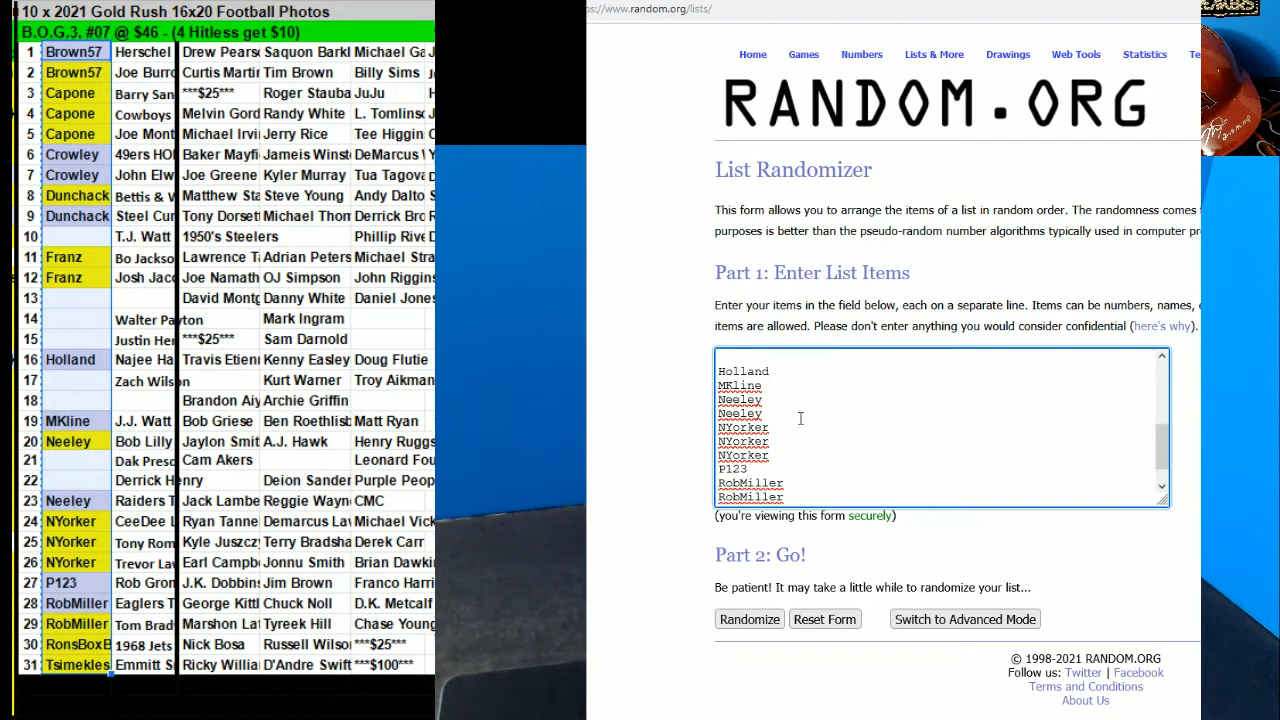 10 x 2021 Gold Rush 16x20 Football Photos
B.O.G.3. #07 @ $46 - (4 Hitless get $10)
1 Brown57 Herschel Drew Pears Saquon Barkl Michael Ga
2 Brown57 Joe Burro Curtis Marti Tim Brown Billy Sims
3 Capone Barry San ***$25*** Roger Stauba JuJu
4 Capone Cowboys Melvin Gord Randy White L. Tomlins
5 Capone Joe Mont Michael Irvi Jerry Rice Tee Higgin
6 Crowley 49ers HO Baker Mayfi Jameis Winst DeMarcus
7 Crowley John Elw Joe Greene Kyler Murray Tua Tagov
8 Dunchack Bettis & Matthew Sta Steve Young Andy Dalto
9 Dunchack Steel Cur Tony Dorset Michael Thom Derrick Bro
10 T.J. Watt 1950's Steelers Phillip Rive
11 Franz Bo Jackso Lawrence T Adrian Peters Michael Stra
12 Franz Josh Jac Joe Namath OJ Simpson John Riggin
13 David Montg Danny White Daniel Jones
14 Walter Payton Mark Ingram
15 Justin Her ***$25*** Sam Darnold
16 Holland Najee Ha Travis Etien Kenny Easley Doug Flutie
17 Zach Wilson Kurt Warner Troy Aikman
18 Brandon Aiy Archie Griffin
19 MKline J.J. Watt Bob Griese Ben Roethlisb Matt Ryan
20 Neeley Bob Lilly Jaylon Smit A.J. Hawk Henry Ruggs
21 Dak Presc Cam Akers Leonard Fou
22 Derrick Henry Deion Sander Purple Peopl
23 Neeley Raiders T Jack Lambe Reggie Wayn CMC
24 NYorker CeeDee L Ryan Tanne Demarcus La Michael Vick
25 NYorker Tony Rom Kyle Juszcz Terry Bradsha Derek Carr
26 NYorker Trevor La Earl Campb Jonnu Smith Brian Dawki
27 P123 Rob Gron J.K. Dobbin Jim Brown Franco Harri
28 RobMiller Eaglers T George Kittl Chuck Noll D.K. Metcalf
29 RobMiller Tom Brad Marshon Lat Tyreek Hill Chase Young
30 RonsBoxB 1968 Jets Nick Bosa Russell Wilso ***$25***
31 Tsimekles Emmitt S Ricky Willia D'Andre Swift ***$100***
s://www.random.org/lists/
Home Games Numbers Lists & More Drawings Web Tools Statistics Te
RANDOM.ORG
List Randomizer
This form allows you to arrange the items of a list in random order. The randomness comes
purposes is better than the pseudo-random number algorithms typically used in computer pr
Part 1: Enter List Items
Enter your items in the field below, each on a separate line. Items can be numbers, names,
items are allowed. Please don't enter anything you would consider confidential (here's why).
Holland
MKline
Neeley
Neeley
NYorker
NYorker
NYorker
P123
RobMiller
RobMiller
(you're viewing this form securely)
Part 2: Go!
Be patient! It may take a little while to randomize your list...
Randomize Reset Form Switch to Advanced Mode
© 1998-2021 RANDOM.ORG
Follow us: Twitter | Facebook
Terms and Conditions
About Us